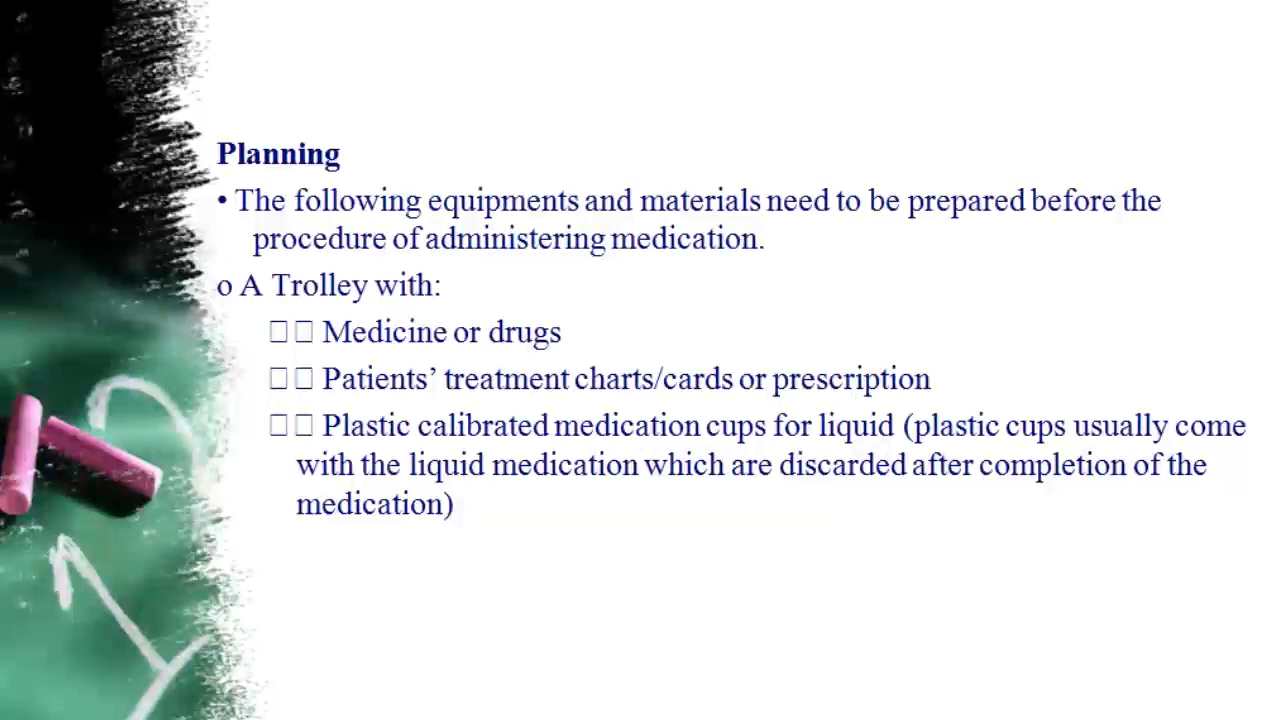 Planning
• The following equipments and materials need to be prepared before the
procedure of administering medication.
o A Trolley with:
□□ Medicine or drugs
□□ Patients’ treatment charts/cards or prescription
□□ Plastic calibrated medication cups for liquid (plastic cups usually come
with the liquid medication which are discarded after completion of the
medication)